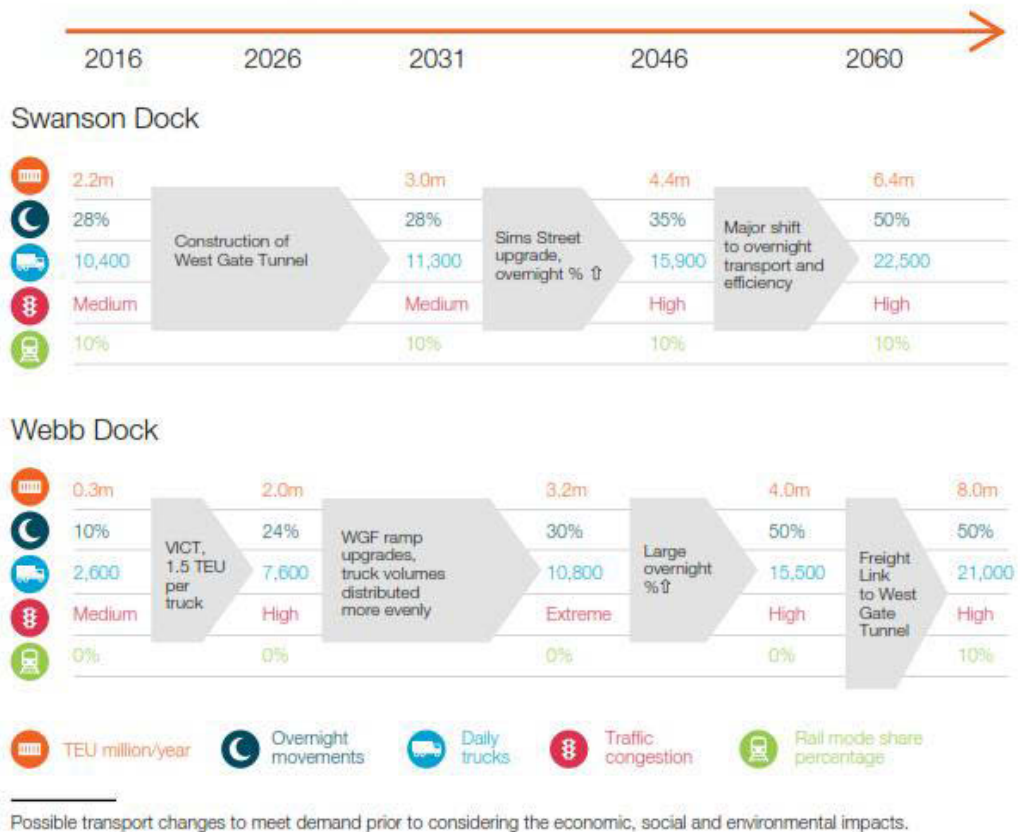 2016 2026 2031 2046 2060
Swanson Dock
2.2m 3.0m 4.4m 6.4m
28% 28% 35% 50%
10,400 11,300 15,900 22,500
Medium Medium High High
10% 10% 10% 10%
Construction of
West Gate Tunnel
Sims Street
upgrade,
overnight % ⇧
Major shift
to overnight
transport and
efficiency
Webb Dock
0.3m 2.0m 3.2m 4.0m 8.0m
10% 24% 30% 50% 50%
2,600 7,600 10,800 15,500 21,000
Medium High Extreme High High
0% 0% 0% 0% 10%
VICT,
1.5 TEU
per
truck
WGF ramp
upgrades,
truck volumes
distributed
more evenly
Large
overnight
%⇧
Freight
Link
to West
Gate
Tunnel
TEU million/year
Overnight
movements
Daily
trucks
Traffic
congestion
Rail mode share
percentage
Possible transport changes to meet demand prior to considering the economic, social and environmental impacts.